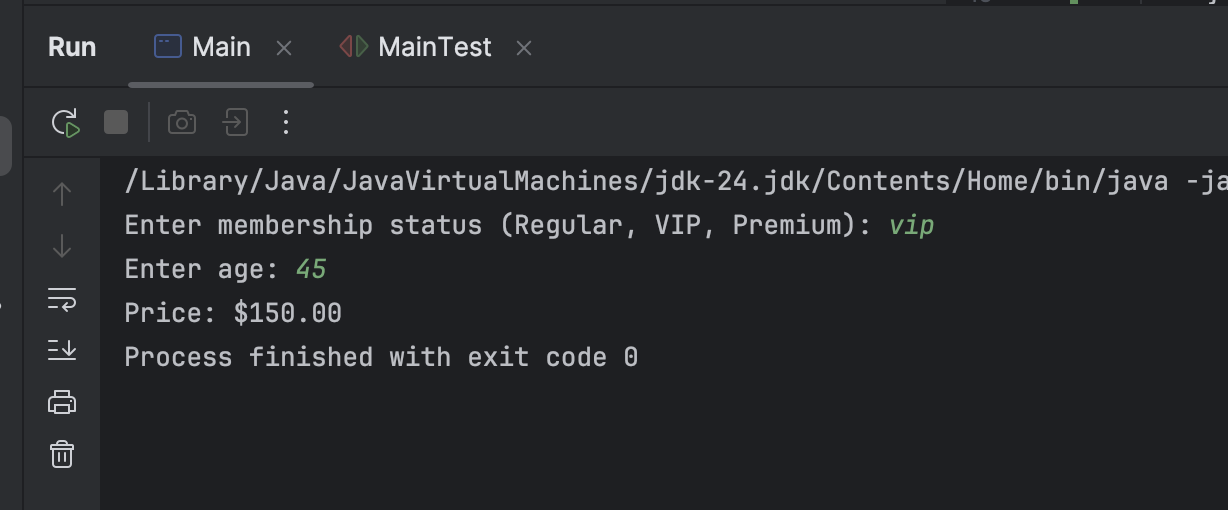 Run Main MainTest
/Library/Java/JavaVirtualMachines/jdk-24.jdk/Contents/Home/bin/java -ja
Enter membership status (Regular, VIP, Premium): vip
Enter age: 45
Price: $150.00
Process finished with exit code 0